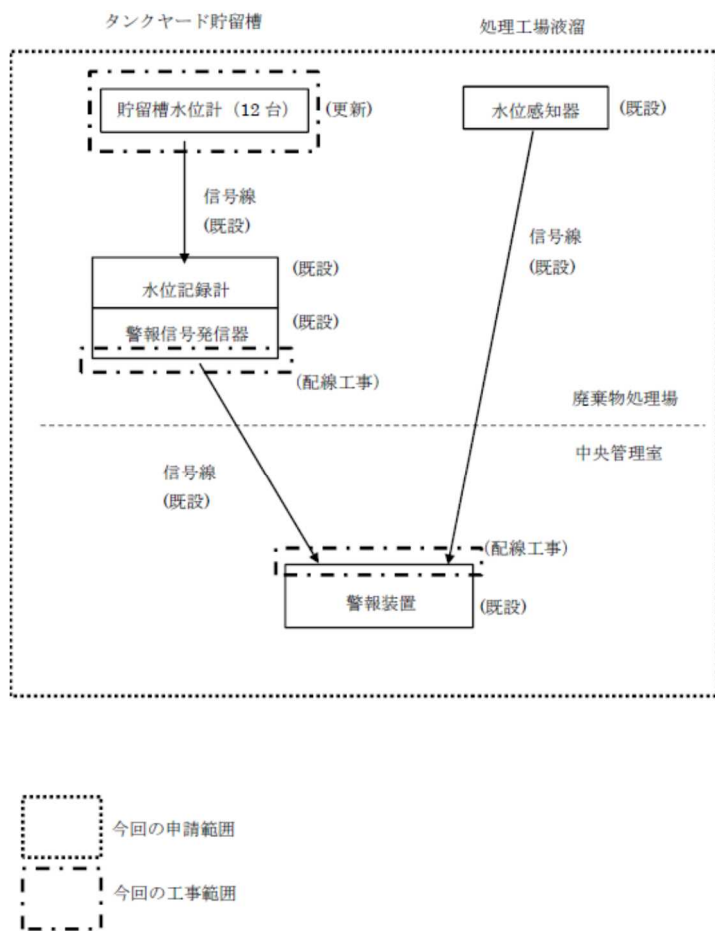 タンクヤード貯留槽
処理工場液溜
貯留槽水位計（12 台）
(更新)
水位感知器
(既設)
信号線
(既設)
信号線
(既設)
水位記録計
(既設)
警報信号発信器
(既設)
(配線工事)
廃棄物処理場
中央管理室
信号線
(既設)
(配線工事)
警報装置
(既設)
今回の申請範囲
今回の工事範囲